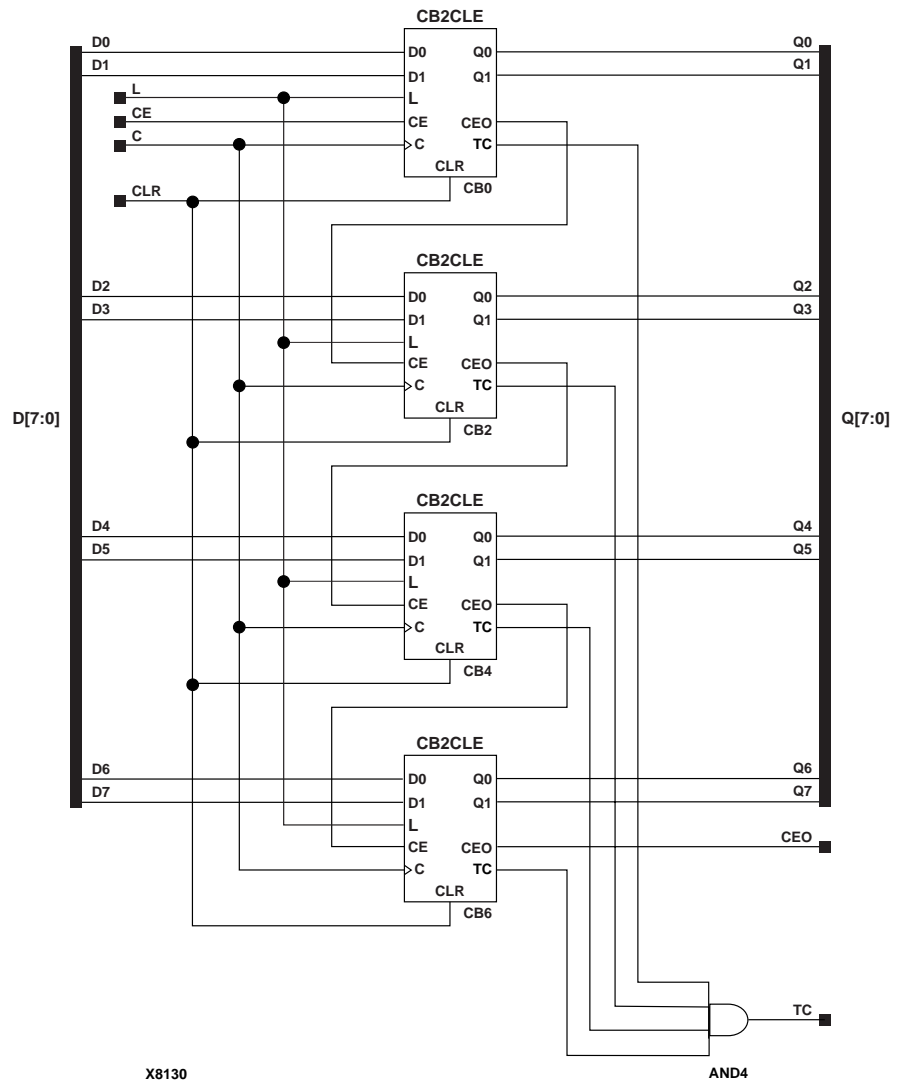 CB2CLE
D0 D0 Q0 Q0
D1 D1 Q1 Q1
L L
CE CE CEO
C C TC
CLR
CLR CB0
CB2CLE
D2 D0 Q0 Q2
D3 D1 Q1 Q3
L
CE CEO
C TC
CLR
CB2
D[7:0] Q[7:0]
CB2CLE
D4 D0 Q0 Q4
D5 D1 Q1 Q5
L
CE CEO
C TC
CLR
CB4
CB2CLE
D6 D0 Q0 Q6
D7 D1 Q1 Q7
L
CE CEO CEO
C TC
CLR
CB6
TC
X8130 AND4